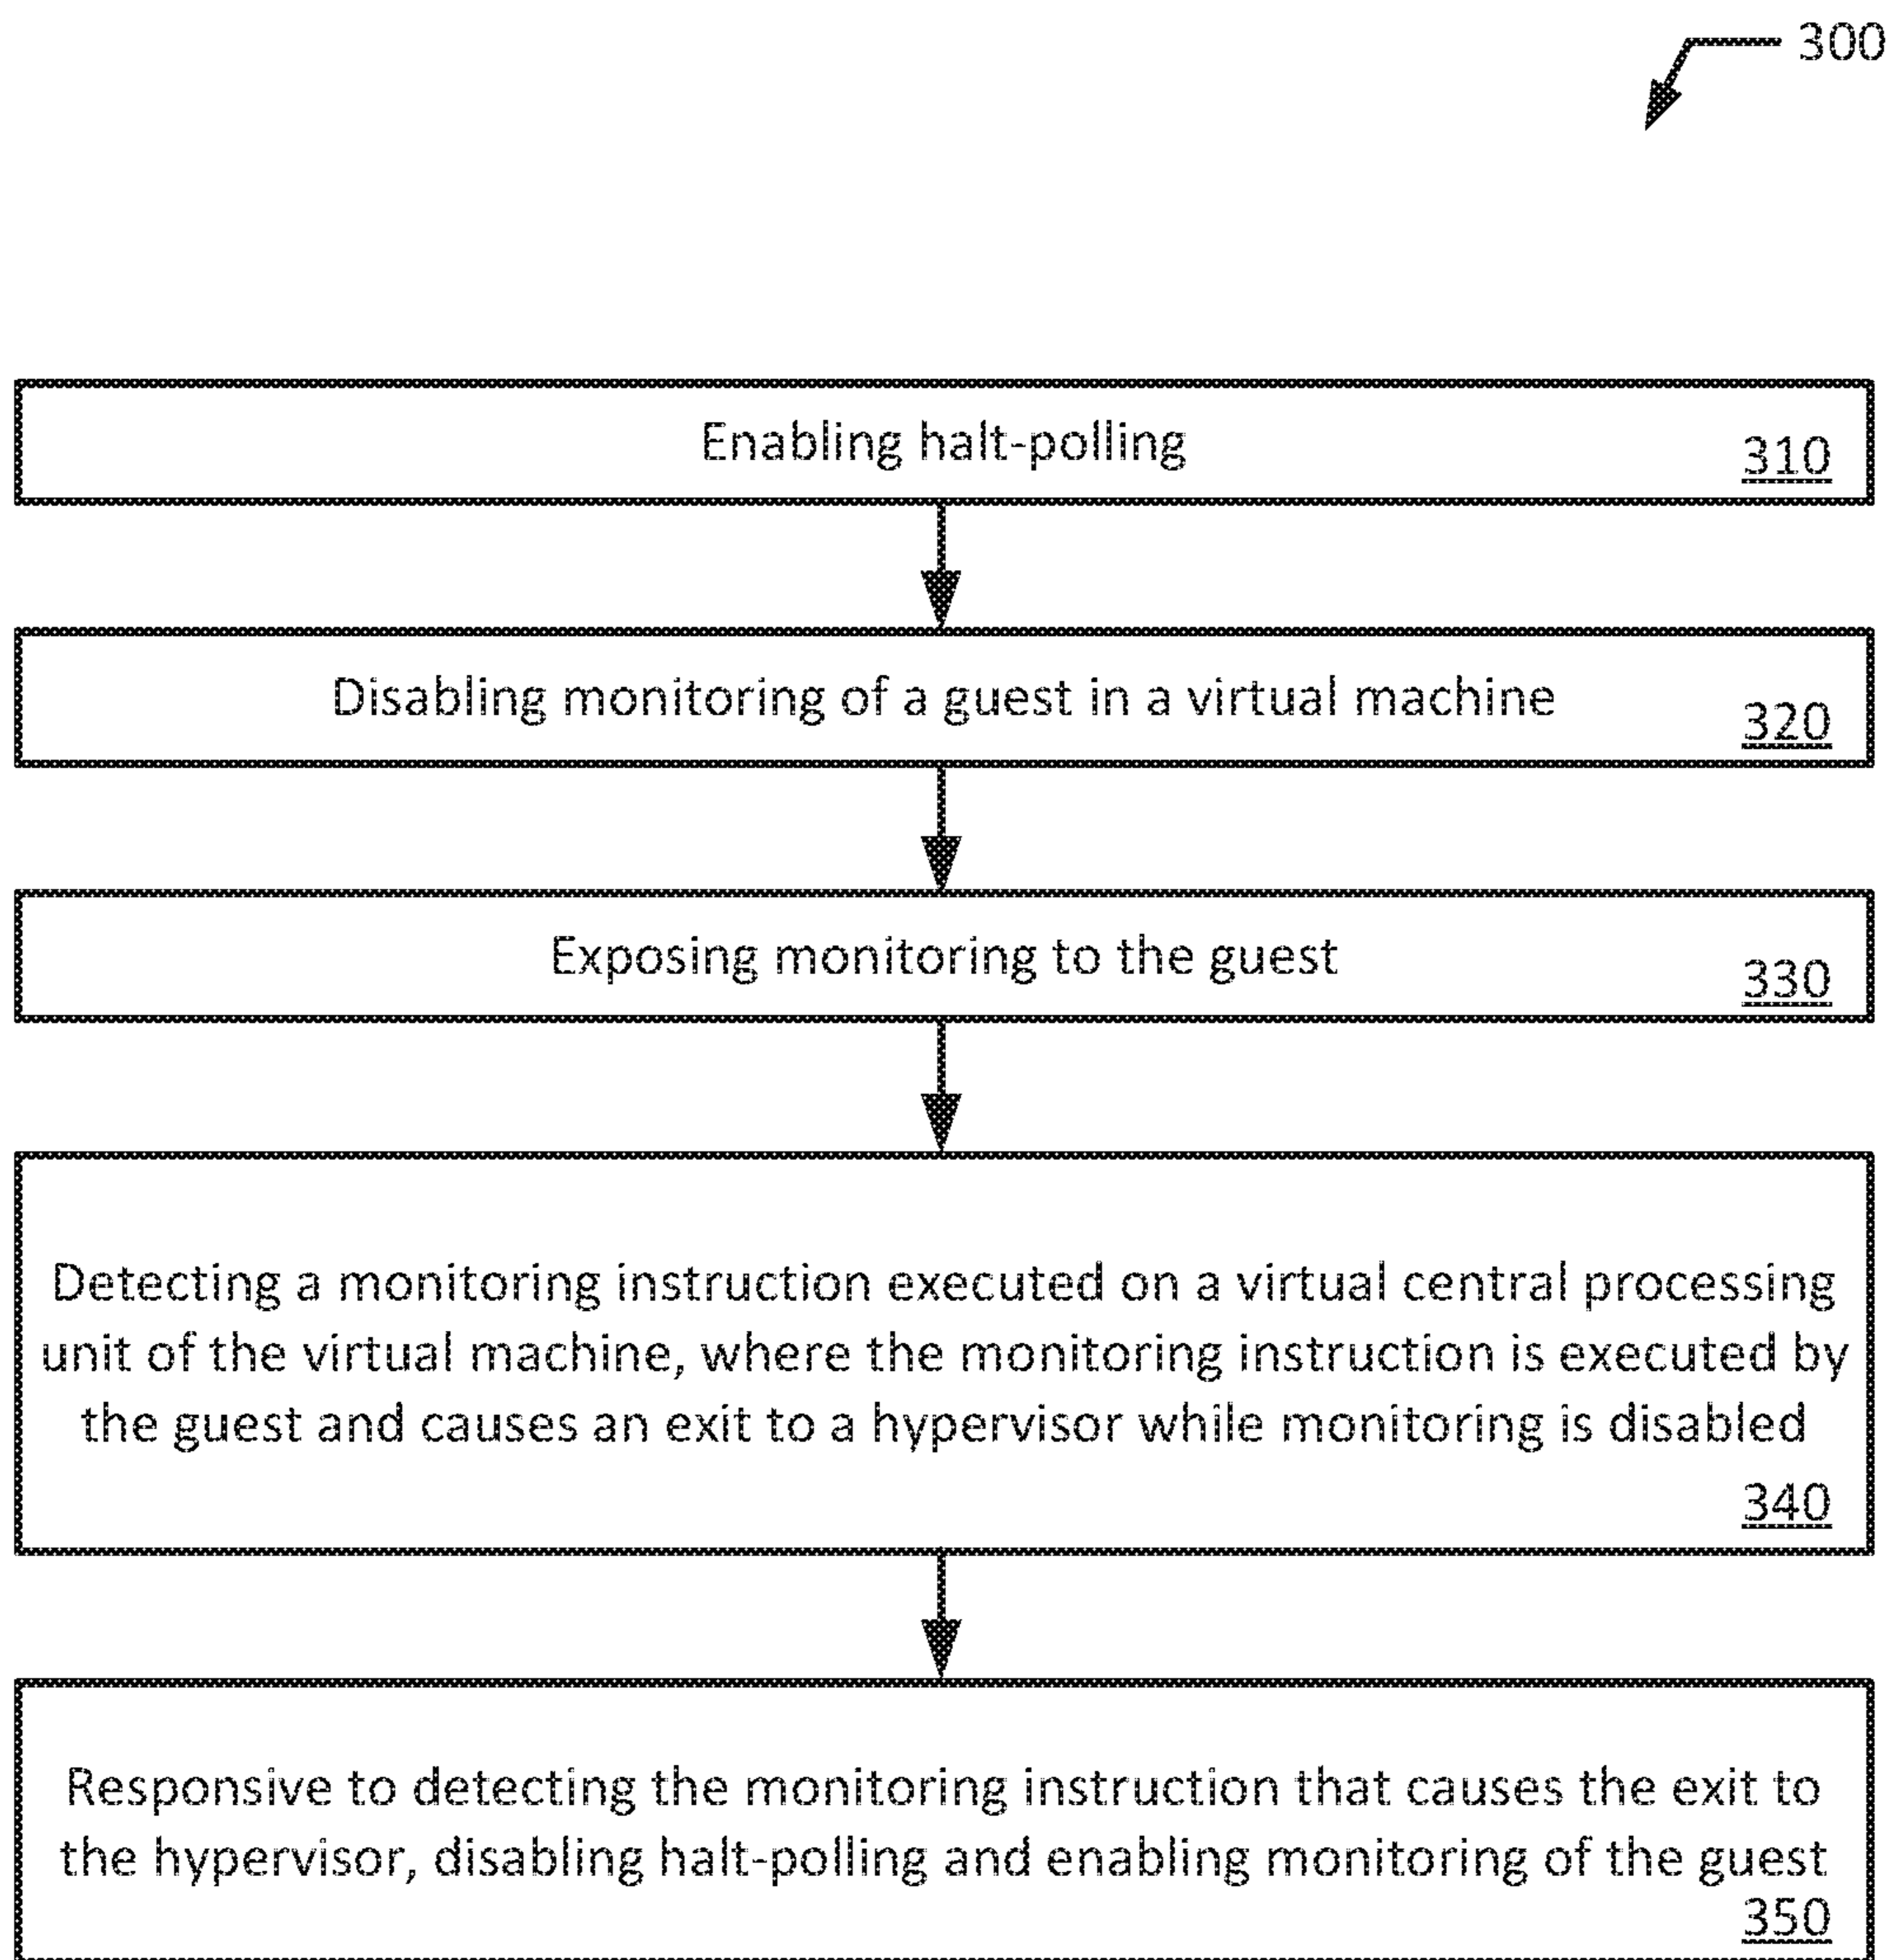 300
Enabling halt-polling
310
Disabling monitoring of a guest in a virtual machine
320
Exposing monitoring to the guest
330
Detecting a monitoring instruction executed on a virtual central processing
unit of the virtual machine, where the monitoring instruction is executed by
the guest and causes an exit to a hypervisor while monitoring is disabled
340
Responsive to detecting the monitoring instruction that causes the exit to
the hypervisor, disabling halt-polling and enabling monitoring of the guest
350